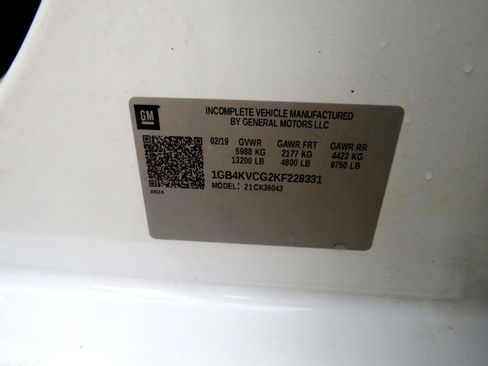 GM
INCOMPLETE VEHICLE MANUFACTURED
BY GENERAL MOTORS LLC
02/19 GVWR GAWR FRT GAWR RR
5988 KG 2177 KG 4423 KG
13200 LB 4800 LB 9750 LB
1GB4KVCG2KF228331
MODEL: 21CK36043
8824